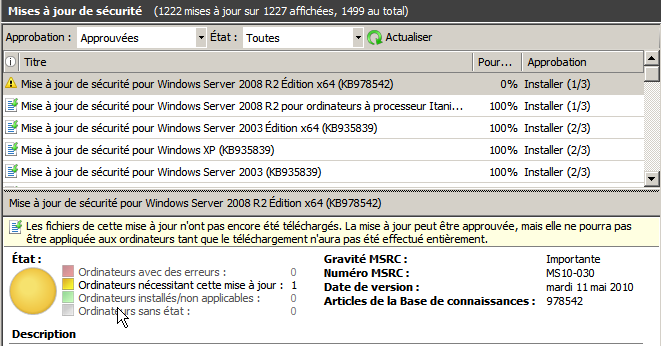 Mises à jour de sécurité (1222 mises à jour sur 1227 affichées, 1499 au total)
Approbation : Approuvées État : Toutes Actualiser
Titre Pour... Approbation
Mise à jour de sécurité pour Windows Server 2008 R2 Édition x64 (KB978542) 0% Installer (1/3)
Mise à jour de sécurité pour Windows Server 2008 R2 pour ordinateurs à processeur Itani... 100% Installer (1/3)
Mise à jour de sécurité pour Windows Server 2003 Édition x64 (KB935839) 100% Installer (2/3)
Mise à jour de sécurité pour Windows XP (KB935839) 100% Installer (2/3)
Mise à jour de sécurité pour Windows Server 2003 (KB935839) 100% Installer (2/3)
Mise à jour de sécurité pour Windows Server 2008 R2 Édition x64 (KB978542)
Les fichiers de cette mise à jour n'ont pas encore été téléchargés. La mise à jour peut être approuvée, mais elle ne pourra pas
être appliquée aux ordinateurs tant que le téléchargement n'aura pas été effectué entièrement.
État :
Ordinateurs avec des erreurs : 0
Ordinateurs nécessitant cette mise à jour : 1
Ordinateurs installés/non applicables : 0
Ordinateurs sans état : 0
Gravité MSRC : Importante
Numéro MSRC : MS10-030
Date de version : mardi 11 mai 2010
Articles de la Base de connaissances : 978542
Description